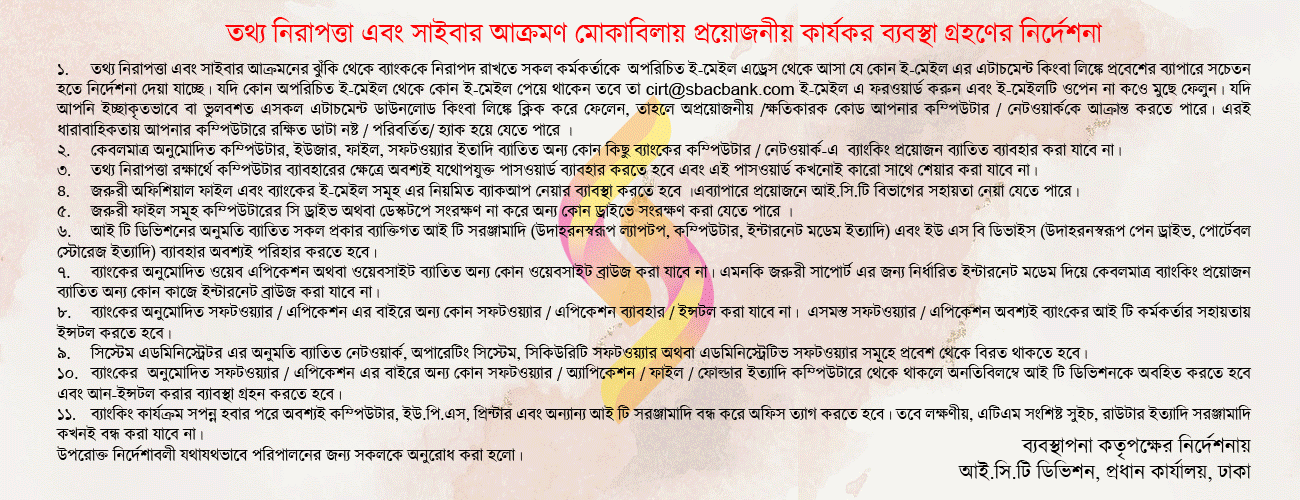 তথ্য নিরাপত্তা এবং সাইবার আক্রমণ মোকাবিলায় প্রয়োজনীয় কার্যকর ব্যবস্থা গ্রহণের নির্দেশনা
১. তথ্য নিরাপত্তা এবং সাইবার আক্রমনের ঝুঁকি থেকে ব্যাংককে নিরাপদ রাখতে সকল কর্মকর্তাকে অপরিচিত ই-মেইল এড্রেস থেকে আসা যে কোন ই-মেইল এর এটাচমেন্ট কিংবা লিঙ্কে প্রবেশের ব্যাপারে সচেতন
হতে নির্দেশনা দেয়া যাচ্ছে। যদি কোন অপরিচিত ই-মেইল থেকে কোন ই-মেইল পেয়ে থাকেন তবে তা cirt@sbacbank.com ই-মেইল এ ফরওয়ার্ড করুন এবং ই-মেইলটি ওপেন না কওে মুছে ফেলুন। যদি
আপনি ইচ্ছাকৃতভাবে বা ভুলবশত এসকল এটাচমেন্ট ডাউনলোড কিংবা লিঙ্কে ক্লিক করে ফেলেন, তাহলে অপ্রয়োজনীয় /ক্ষতিকারক কোড আপনার কম্পিউটার / নেটওয়ার্ককে আক্রান্ত করতে পারে। এরই
ধারাবাহিকতায় আপনার কম্পিউটারে রক্ষিত ডাটা নষ্ট / পরিবর্তিত/ হ্যাক হয়ে যেতে পারে ।
২. কেবলমাত্র অনুমোদিত কম্পিউটার, ইউজার, ফাইল, সফটওয়্যার ইতাদি ব্যাতিত অন্য কোন কিছু ব্যাংকের কম্পিউটার / নেটওয়ার্ক-এ ব্যাংকিং প্রয়োজন ব্যাতিত ব্যাবহার করা যাবে না।
৩. তথ্য নিরাপত্তা রক্ষার্থে কম্পিউটার ব্যাবহারের ক্ষেত্রে অবশ্যই যথোপযুক্ত পাসওয়ার্ড ব্যাবহার করতে হবে এবং এই পাসওয়ার্ড কখনোই কারো সাথে শেয়ার করা যাবে না।
৪. জরুরী অফিশিয়াল ফাইল এবং ব্যাংকের ই-মেইল সমূহ এর নিয়মিত ব্যাকআপ নেয়ার ব্যাবস্থা করতে হবে ।এব্যাপারে প্রয়োজনে আই.সি.টি বিভাগের সহায়তা নেয়া যেতে পারে।
৫. জরুরী ফাইল সমূহ কম্পিউটারের সি ড্রাইভ অথবা ডেস্কটপে সংরক্ষণ না করে অন্য কোন ড্রাইভে সংরক্ষণ করা যেতে পারে ।
৬. আই টি ডিভিশনের অনুমতি ব্যাতিত সকল প্রকার ব্যাক্তিগত আই টি সরঞ্জামাদি (উদাহরনস্বরূপ ল্যাপটপ, কম্পিউটার, ইন্টারনেট মডেম ইত্যাদি) এবং ইউ এস বি ডিভাইস (উদাহরনস্বরূপ পেন ড্রাইভ, পোর্টেবল
স্টোরেজ ইত্যাদি) ব্যাবহার অবশ্যই পরিহার করতে হবে।
৭. ব্যাংকের অনুমোদিত ওয়েব এপিকেশন অথবা ওয়েবসাইট ব্যাতিত অন্য কোন ওয়েবসাইট ব্রাউজ করা যাবে না। এমনকি জরুরী সাপোর্ট এর জন্য নির্ধারিত ইন্টারনেট মডেম দিয়ে কেবলমাত্র ব্যাংকিং প্রয়োজন
ব্যাতিত অন্য কোন কাজে ইন্টারনেট ব্রাউজ করা যাবে না।
৮. ব্যাংকের অনুমোদিত সফটওয়্যার / এপিকেশন এর বাইরে অন্য কোন সফটওয়্যার / এপিকেশন ব্যাবহার / ইন্সটল করা যাবে না। এসমস্ত সফটওয়্যার / এপিকেশন অবশ্যই ব্যাংকের আই টি কর্মকর্তার সহায়তায়
ইন্সটল করতে হবে।
৯. সিস্টেম এডমিনিস্ট্রেটর এর অনুমতি ব্যাতিত নেটওয়ার্ক, অপারেটিং সিস্টেম, সিকিউরিটি সফটওয়্যার অথবা এডমিনিস্ট্রেটিভ সফটওয়্যার সমূহে প্রবেশ থেকে বিরত থাকতে হবে।
১০. ব্যাংকের অনুমোদিত সফটওয়্যার / এপিকেশন এর বাইরে অন্য কোন সফটওয়্যার / অ্যাপিকেশন / ফাইল / ফোল্ডার ইত্যাদি কম্পিউটারে থেকে থাকলে অনতিবিলম্বে আই টি ডিভিশনকে অবহিত করতে হবে
এবং আন-ইন্সটল করার ব্যাবস্থা গ্রহন করতে হবে।
১১. ব্যাংকিং কার্যক্রম সপন্ন হবার পরে অবশ্যই কম্পিউটার, ইউ.পি.এস, প্রিন্টার এবং অন্যান্য আই টি সরঞ্জামাদি বন্ধ করে অফিস ত্যাগ করতে হবে। তবে লক্ষণীয়, এটিএম সংশিষ্ট সুইচ, রাউটার ইত্যাদি সরঞ্জামাদি
কখনই বন্ধ করা যাবে না।
উপরোক্ত নির্দেশাবলী যথাযথভাবে পরিপালনের জন্য সকলকে অনুরোধ করা হলো।
ব্যবস্থাপনা কতৃপক্ষের নির্দেশনায়
আই.সি.টি ডিভিশন, প্রধান কার্যালয়, ঢাকা